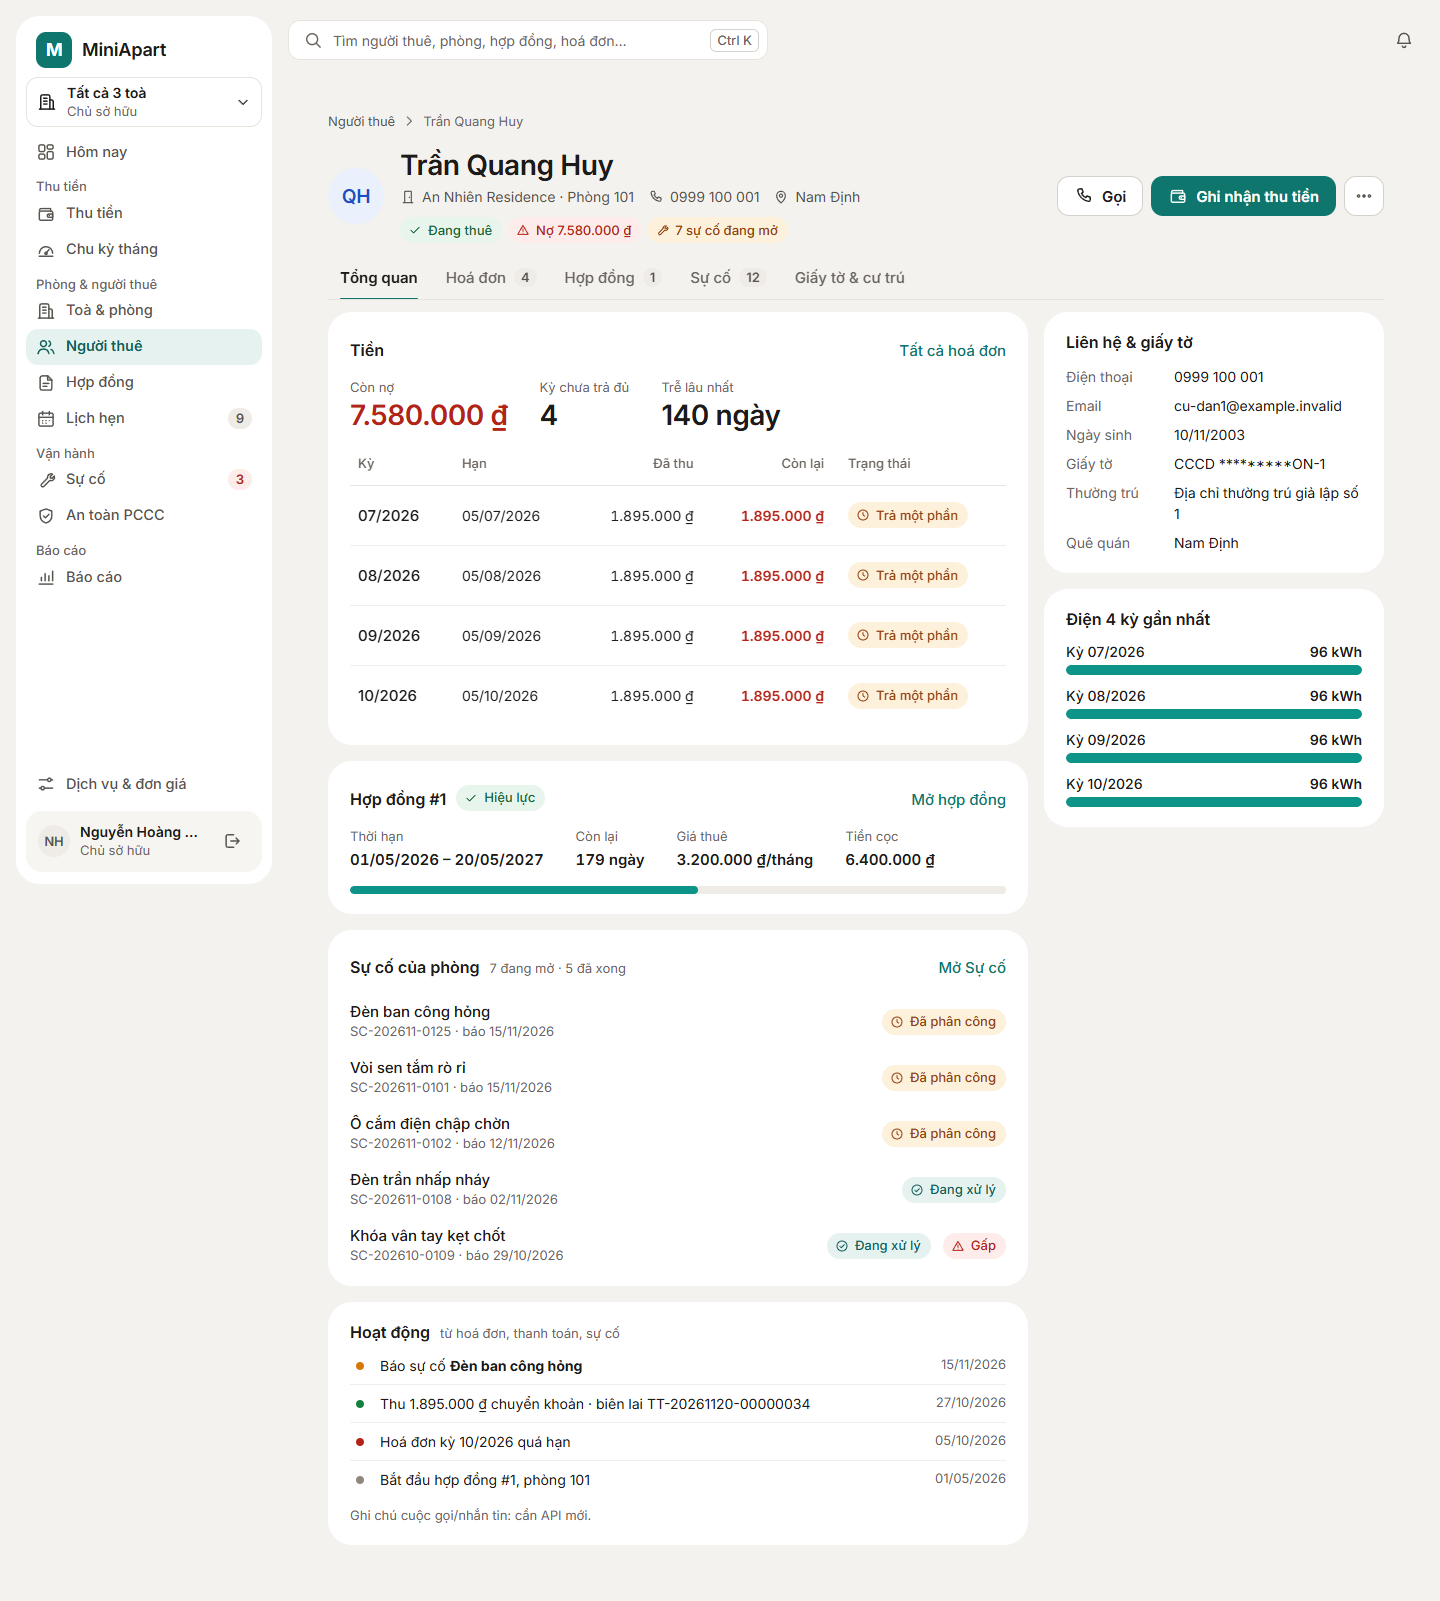 M MiniApart
Tìm người thuê, phòng, hợp đồng, hoá đơn... Ctrl K
Tất cả 3 toà
Chủ sở hữu
Hôm nay
Thu tiền
Thu tiền
Chu kỳ tháng
Phòng & người thuê
Toà & phòng
Người thuê
Hợp đồng
Lịch hẹn 9
Vận hành
Sự cố 3
An toàn PCCC
Báo cáo
Báo cáo
Dịch vụ & đơn giá
NH Nguyễn Hoàng ...
Chủ sở hữu
Người thuê > Trần Quang Huy
QH
Trần Quang Huy
An Nhiên Residence · Phòng 101 0999 100 001 Nam Định
Đang thuê Nợ 7.580.000 ₫ 7 sự cố đang mở
Gọi Ghi nhận thu tiền
Tổng quan Hoá đơn 4 Hợp đồng 1 Sự cố 12 Giấy tờ & cư trú
Tiền Tất cả hoá đơn
Còn nợ Kỳ chưa trả đủ Trễ lâu nhất
7.580.000 ₫ 4 140 ngày
Kỳ Hạn Đã thu Còn lại Trạng thái
07/2026 05/07/2026 1.895.000 ₫ 1.895.000 ₫ Trả một phần
08/2026 05/08/2026 1.895.000 ₫ 1.895.000 ₫ Trả một phần
09/2026 05/09/2026 1.895.000 ₫ 1.895.000 ₫ Trả một phần
10/2026 05/10/2026 1.895.000 ₫ 1.895.000 ₫ Trả một phần
Hợp đồng #1 Hiệu lực Mở hợp đồng
Thời hạn Còn lại Giá thuê Tiền cọc
01/05/2026 – 20/05/2027 179 ngày 3.200.000 ₫/tháng 6.400.000 ₫
Sự cố của phòng 7 đang mở · 5 đã xong Mở Sự cố
Đèn ban công hỏng
SC-202611-0125 · báo 15/11/2026
Đã phân công
Vòi sen tắm rò rỉ
SC-202611-0101 · báo 15/11/2026
Đã phân công
Ổ cắm điện chập chờn
SC-202611-0102 · báo 12/11/2026
Đã phân công
Đèn trần nhấp nháy
SC-202611-0108 · báo 02/11/2026
Đang xử lý
Khóa vân tay kẹt chốt
SC-202610-0109 · báo 29/10/2026
Đang xử lý Gấp
Hoạt động từ hoá đơn, thanh toán, sự cố
Báo sự cố Đèn ban công hỏng 15/11/2026
Thu 1.895.000 ₫ chuyển khoản · biên lai TT-20261120-00000034 27/10/2026
Hoá đơn kỳ 10/2026 quá hạn 05/10/2026
Bắt đầu hợp đồng #1, phòng 101 01/05/2026
Ghi chú cuộc gọi/nhắn tin: cần API mới.
Liên hệ & giấy tờ
Điện thoại 0999 100 001
Email cu-dan1@example.invalid
Ngày sinh 10/11/2003
Giấy tờ CCCD *********ON-1
Thường trú Địa chỉ thường trú giả lập số
1
Quê quán Nam Định
Điện 4 kỳ gần nhất
Kỳ 07/2026 96 kWh
Kỳ 08/2026 96 kWh
Kỳ 09/2026 96 kWh
Kỳ 10/2026 96 kWh